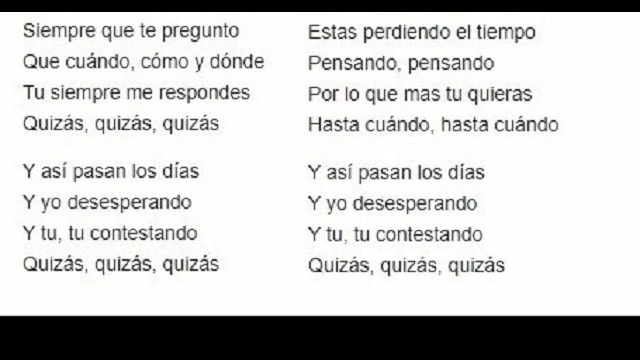 Siempre que te pregunto
Que cuándo, cómo y dónde
Tu siempre me respondes
Quizás, quizás, quizás
Y así pasan los días
Y yo desesperando
Y tu, tu contestando
Quizás, quizás, quizás
Estas perdiendo el tiempo
Pensando, pensando
Por lo que mas tu quieras
Hasta cuándo, hasta cuándo
Y así pasan los días
Y yo desesperando
Y tu, tu contestando
Quizás, quizás, quizás